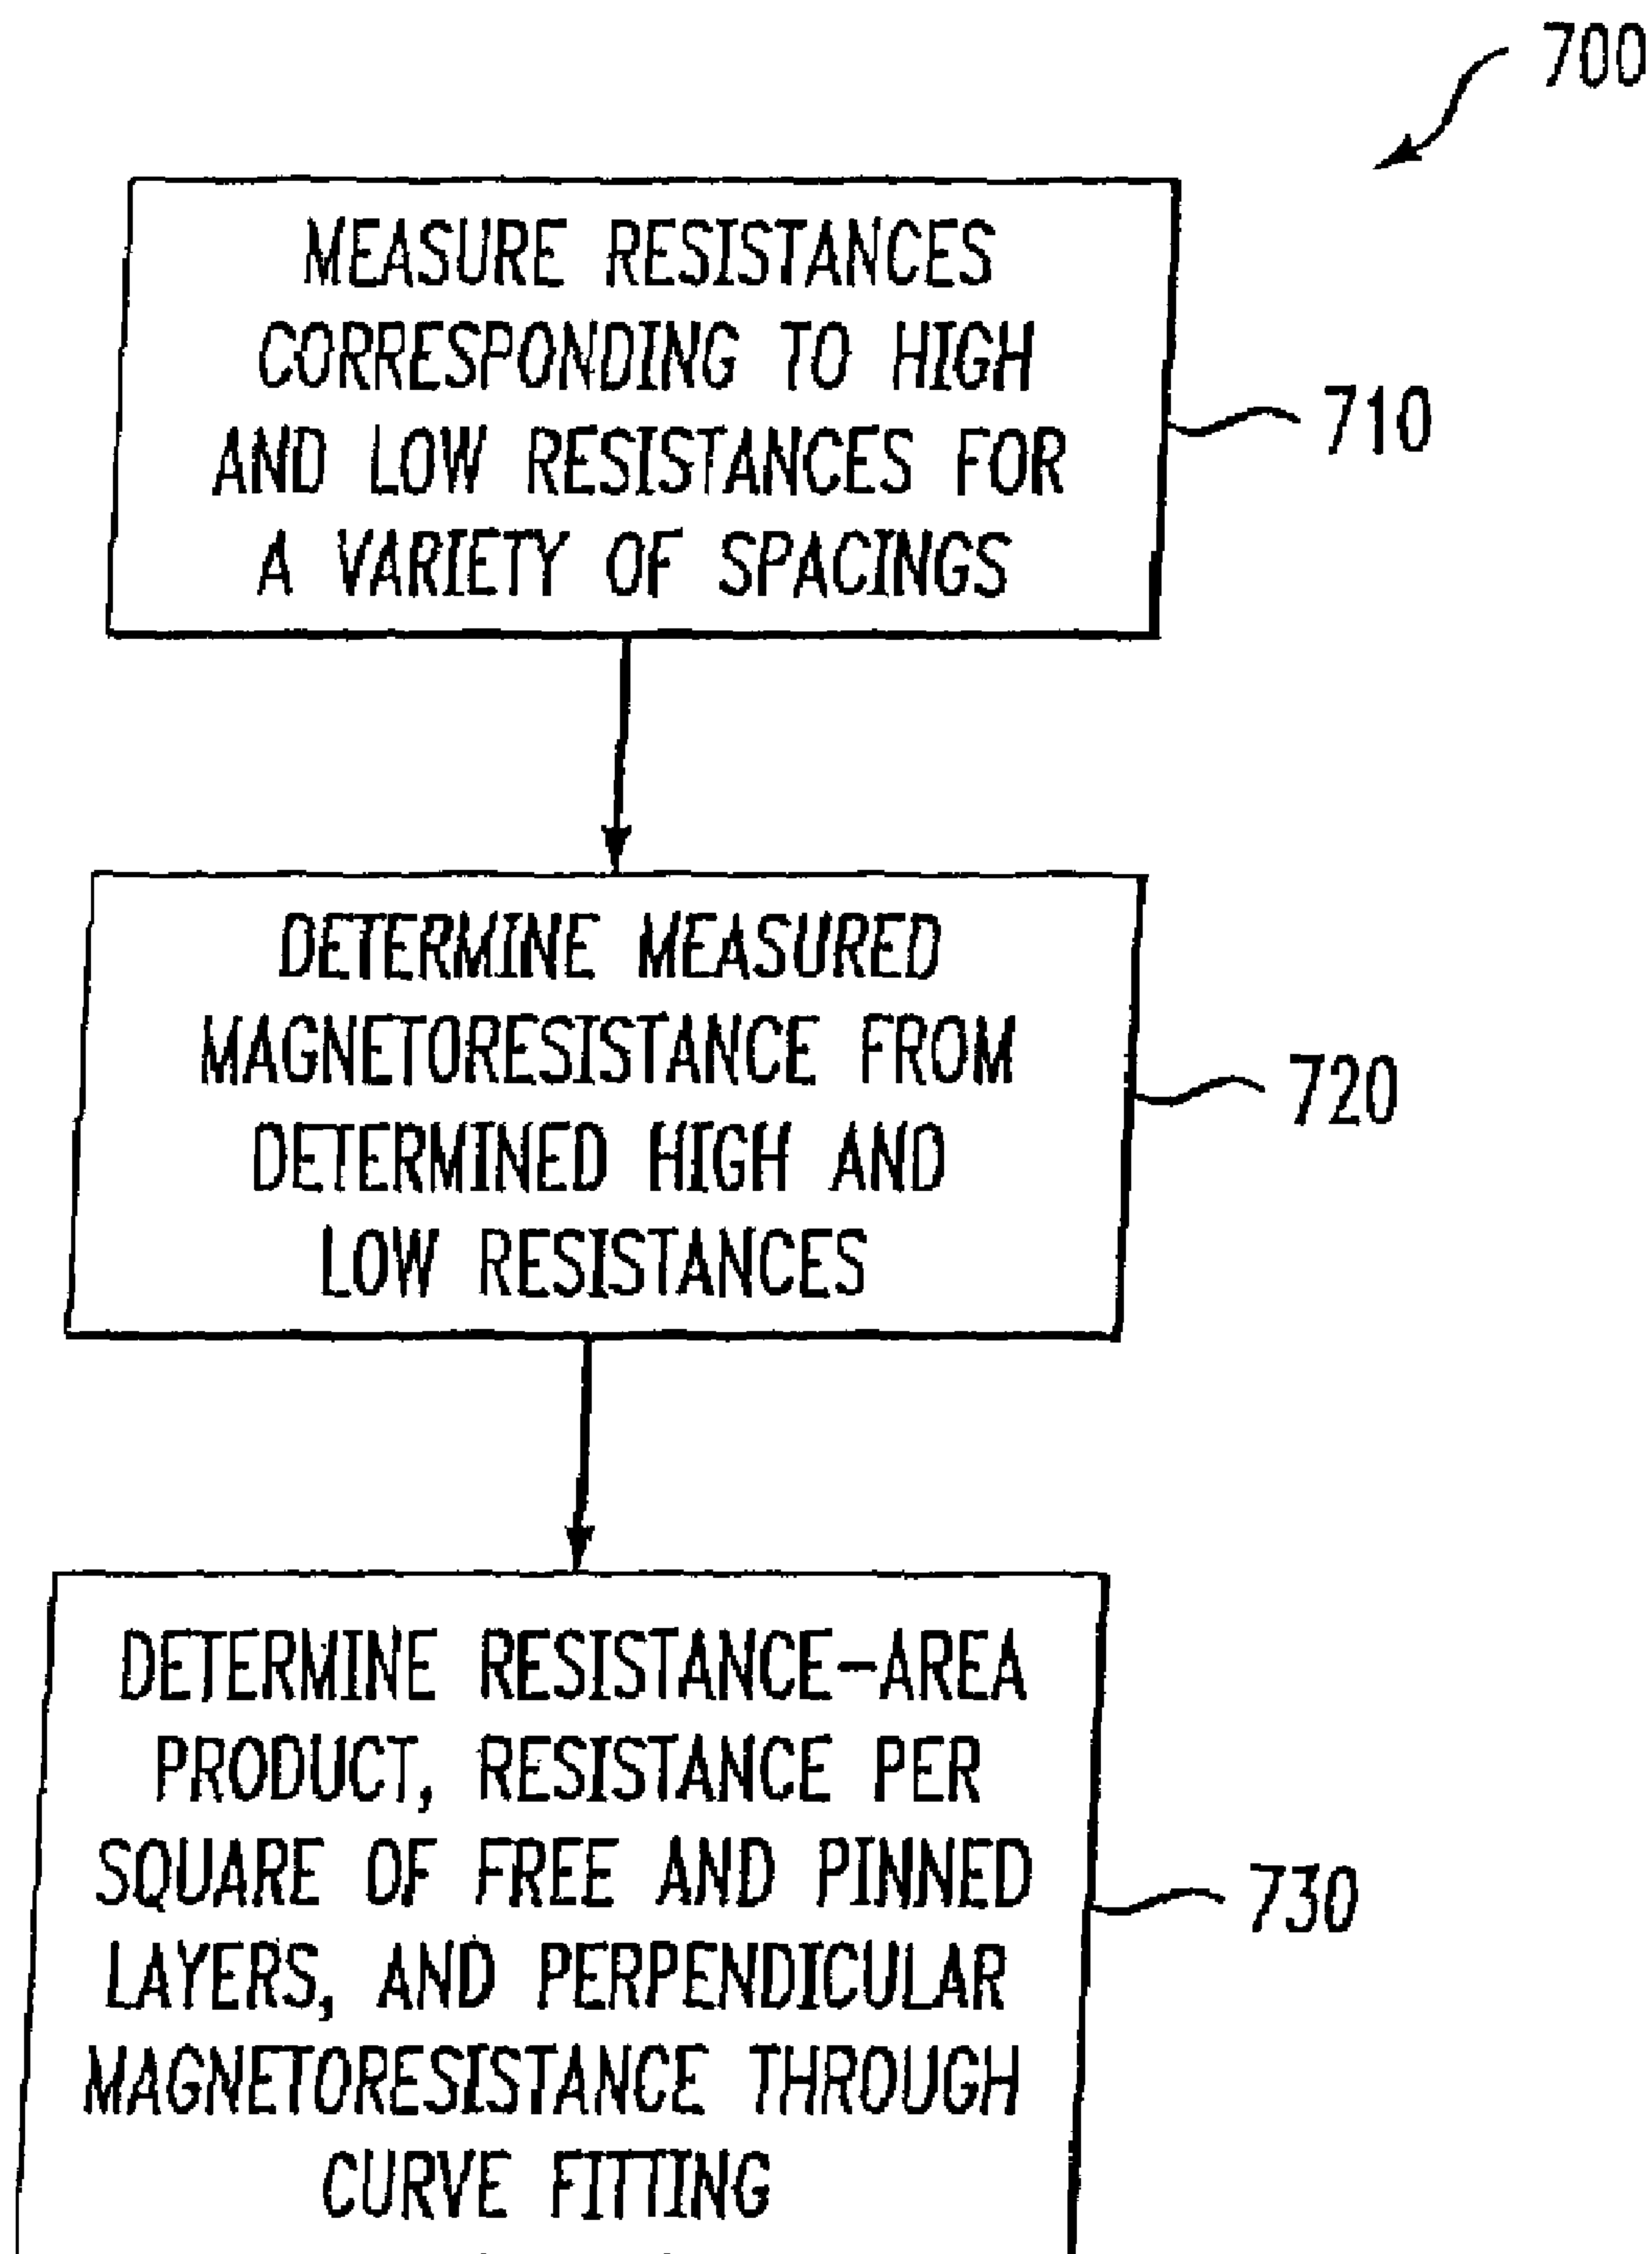 700
MEASURE RESISTANCES
CORRESPONDING TO HIGH
AND LOW RESISTANCES FOR
A VARIETY OF SPACINGS
710
DETERMINE MEASURED
MAGNETORESISTANCE FROM
DETERMINED HIGH AND
LOW RESISTANCES
720
DETERMINE RESISTANCE-AREA
PRODUCT, RESISTANCE PER
SQUARE OF FREE AND PINNED
LAYERS, AND PERPENDICULAR
MAGNETORESISTANCE THROUGH
CURVE FITTING
730